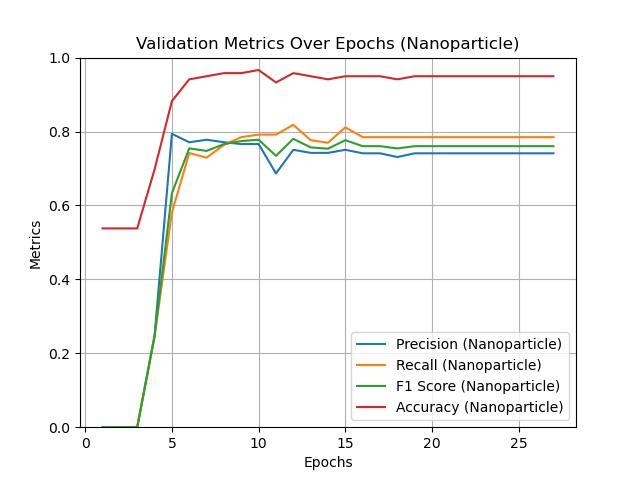 Validation Metrics Over Epochs (Nanoparticle)
1.0
0.8
0.6
0.4
0.2
0.0
Metrics
0
5
10
15
20
25
Epochs
Precision (Nanoparticle)
Recall (Nanoparticle)
F1 Score (Nanoparticle)
Accuracy (Nanoparticle)